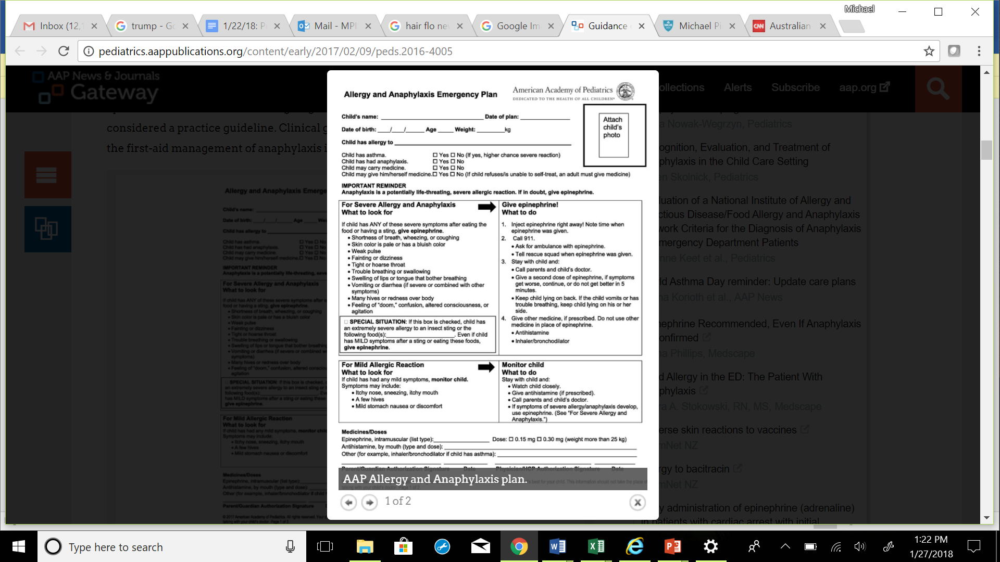 Michael
Inbox (12,
trump - Go
1/22/18: P
Mail - MPI
hair flo ne
Google Im
Guidance
Michael Pi
Australian
pediatrics.aappublications.org/content/early/2017/02/09/peds.2016-4005
AAP News & Journals
Gateway
ollections Alerts Subscribe aap.org
considered a practice guideline. Clinical g
the first-aid management of anaphylaxis i
Allergy and Anaphylaxis Emergency Plan
American Academy of Pediatrics
DEDICATED TO THE HEALTH OF ALL CHILDREN®
Child's name: Date of plan:
Date of birth: / / Age Weight: kg
Child has allergy to
Attach
child's
photo
Child has asthma. ☐ Yes ☐ No (If yes, higher chance severe reaction)
Child has had anaphylaxis. ☐ Yes ☐ No
Child may carry medicine. ☐ Yes ☐ No
Child may give him/herself medicine. ☐ Yes ☐ No (If child refuses/is unable to self-treat, an adult must give medicine)
IMPORTANT REMINDER
Anaphylaxis is a potentially life-threating, severe allergic reaction. If in doubt, give epinephrine.
For Severe Allergy and Anaphylaxis
What to look for
If child has ANY of these severe symptoms after eating the
food or having a sting, give epinephrine.
• Shortness of breath, wheezing, or coughing
• Skin color is pale or has a bluish color
• Weak pulse
• Fainting or dizziness
• Tight or hoarse throat
• Trouble breathing or swallowing
• Swelling of lips or tongue that bother breathing
• Vomiting or diarrhea (if severe or combined with other
symptoms)
• Many hives or redness over body
• Feeling of "doom," confusion, altered consciousness, or
agitation
☐ SPECIAL SITUATION: If this box is checked, child has
an extremely severe allergy to an insect sting or the
following food(s): . Even if child
has MILD symptoms after a sting or eating these foods,
give epinephrine.
Give epinephrine!
What to do
1. Inject epinephrine right away! Note time when
epinephrine was given.
2. Call 911.
• Ask for ambulance with epinephrine.
• Tell rescue squad when epinephrine was given.
3. Stay with child and:
• Call parents and child's doctor.
• Give a second dose of epinephrine, if symptoms
get worse, continue, or do not get better in 5
minutes.
• Keep child lying on back. If the child vomits or has
trouble breathing, keep child lying on his or her
side.
4. Give other medicine, if prescribed. Do not use other
medicine in place of epinephrine.
• Antihistamine
• Inhaler/bronchodilator
For Mild Allergic Reaction
What to look for
If child has had any mild symptoms, monitor child.
Symptoms may include:
• Itchy nose, sneezing, itchy mouth
• A few hives
• Mild stomach nausea or discomfort
Monitor child
What to do
Stay with child and:
• Watch child closely.
• Give antihistamine (if prescribed).
• Call parents and child's doctor.
• If symptoms of severe allergy/anaphylaxis develop,
use epinephrine. (See "For Severe Allergy and
Anaphylaxis.")
Medicines/Doses
Epinephrine, intramuscular (list type): Dose: ☐ 0.15 mg ☐ 0.30 mg (weight more than 25 kg)
Antihistamine, by mouth (type and dose):
Other (for example, inhaler/bronchodilator if child has asthma):
Parent/Guardian Authorization Signature Date Physician/HCP Authorization Signature Date
AAP Allergy and Anaphylaxis plan.
1 of 2
a Nowak-Wegrzyn, Pediatrics
ognition, Evaluation, and Treatment of
phylaxis in the Child Care Setting
n Skolnick, Pediatrics
luation of a National Institute of Allergy and
ctious Disease/Food Allergy and Anaphylaxis
work Criteria for the Diagnosis of Anaphylaxis
mergency Department Patients
nne Keet et al., Pediatrics
ld Asthma Day reminder: Update care plans
na Korioth et al., AAP News
nephrine Recommended, Even If Anaphylaxis
onfirmed
na Phillips, Medscape
d Allergy in the ED: The Patient With
phylaxis
ra A. Stokowski, RN, MS, Medscape
erse skin reactions to vaccines
mNet NZ
rgy to bacitracin
mNet NZ
y administration of epinephrine (adrenaline)
in patients with cardiac arrest with initial
Type here to search
1:22 PM
1/27/2018